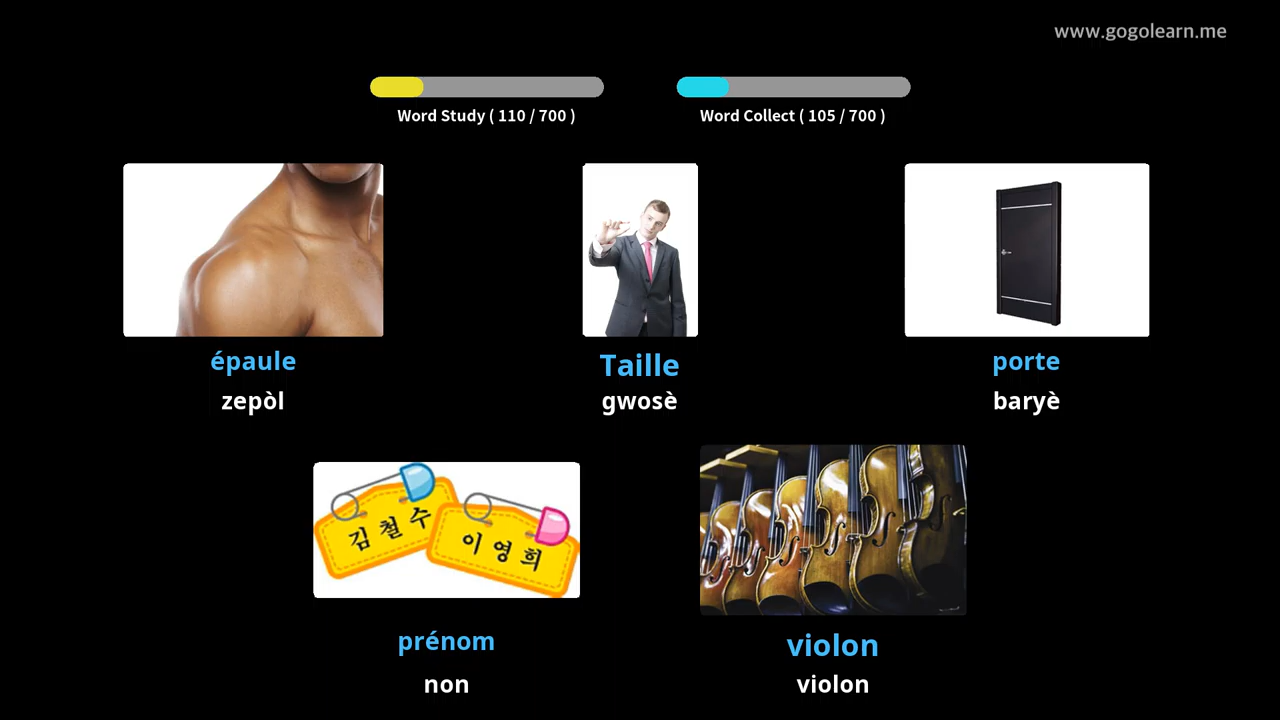 www.gogolearn.me
Word Study ( 110 / 700 )
Word Collect ( 105 / 700 )
épaule
zepòl
Taille
gwosè
porte
baryè
김철수
이영희
prénom
non
violon
violon